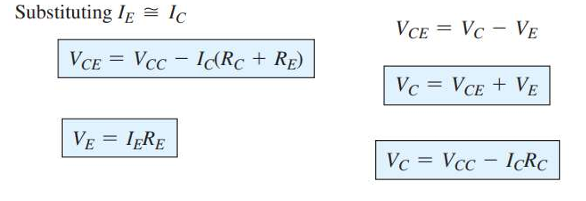 Substituting I_E ≅ I_C
V_CE = V_CC − I_C(R_C + R_E)
V_E = I_E R_E
V_CE = V_C − V_E
V_C = V_CE + V_E
V_C = V_CC − I_C R_C